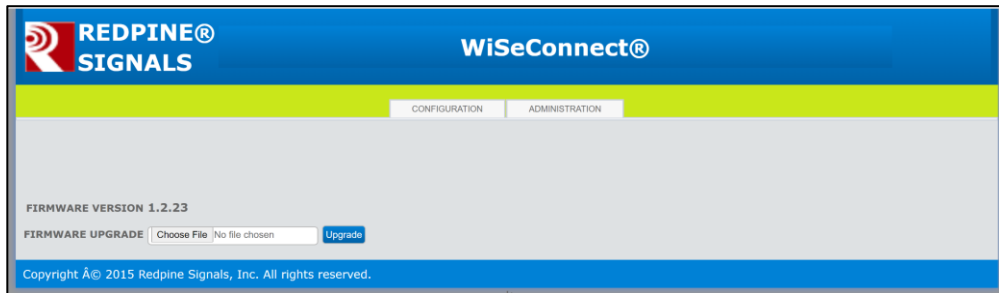 REDPINE®
SIGNALS
WiSeConnect®
CONFIGURATION ADMINISTRATION
FIRMWARE VERSION 1.2.23
FIRMWARE UPGRADE Choose File No file chosen Upgrade
Copyright Â© 2015 Redpine Signals, Inc. All rights reserved.